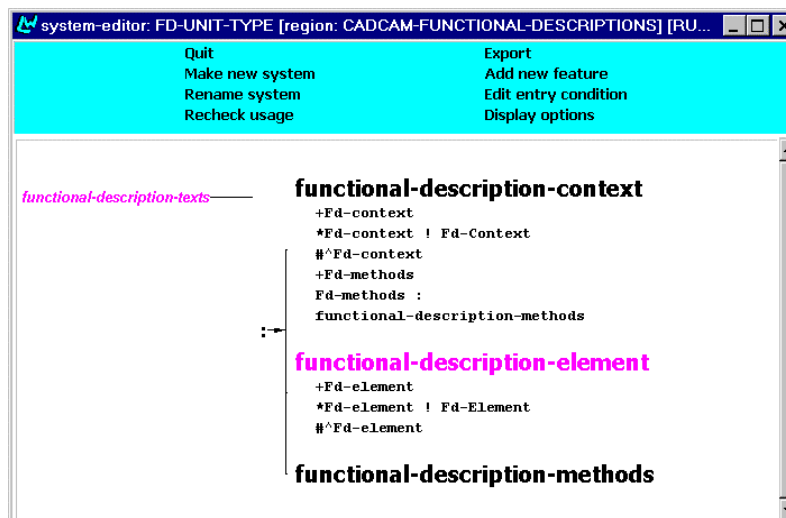 system-editor: FD-UNIT-TYPE [region: CADCAM-FUNCTIONAL-DESCRIPTIONS] [RU...
Quit Export
Make new system Add new feature
Rename system Edit entry condition
Recheck usage Display options
functional-description-texts
functional-description-context
+Fd-context
*Fd-context ! Fd-Context
#^Fd-context
+Fd-methods
Fd-methods :
functional-description-methods
:
functional-description-element
+Fd-element
*Fd-element ! Fd-Element
#^Fd-element
functional-description-methods